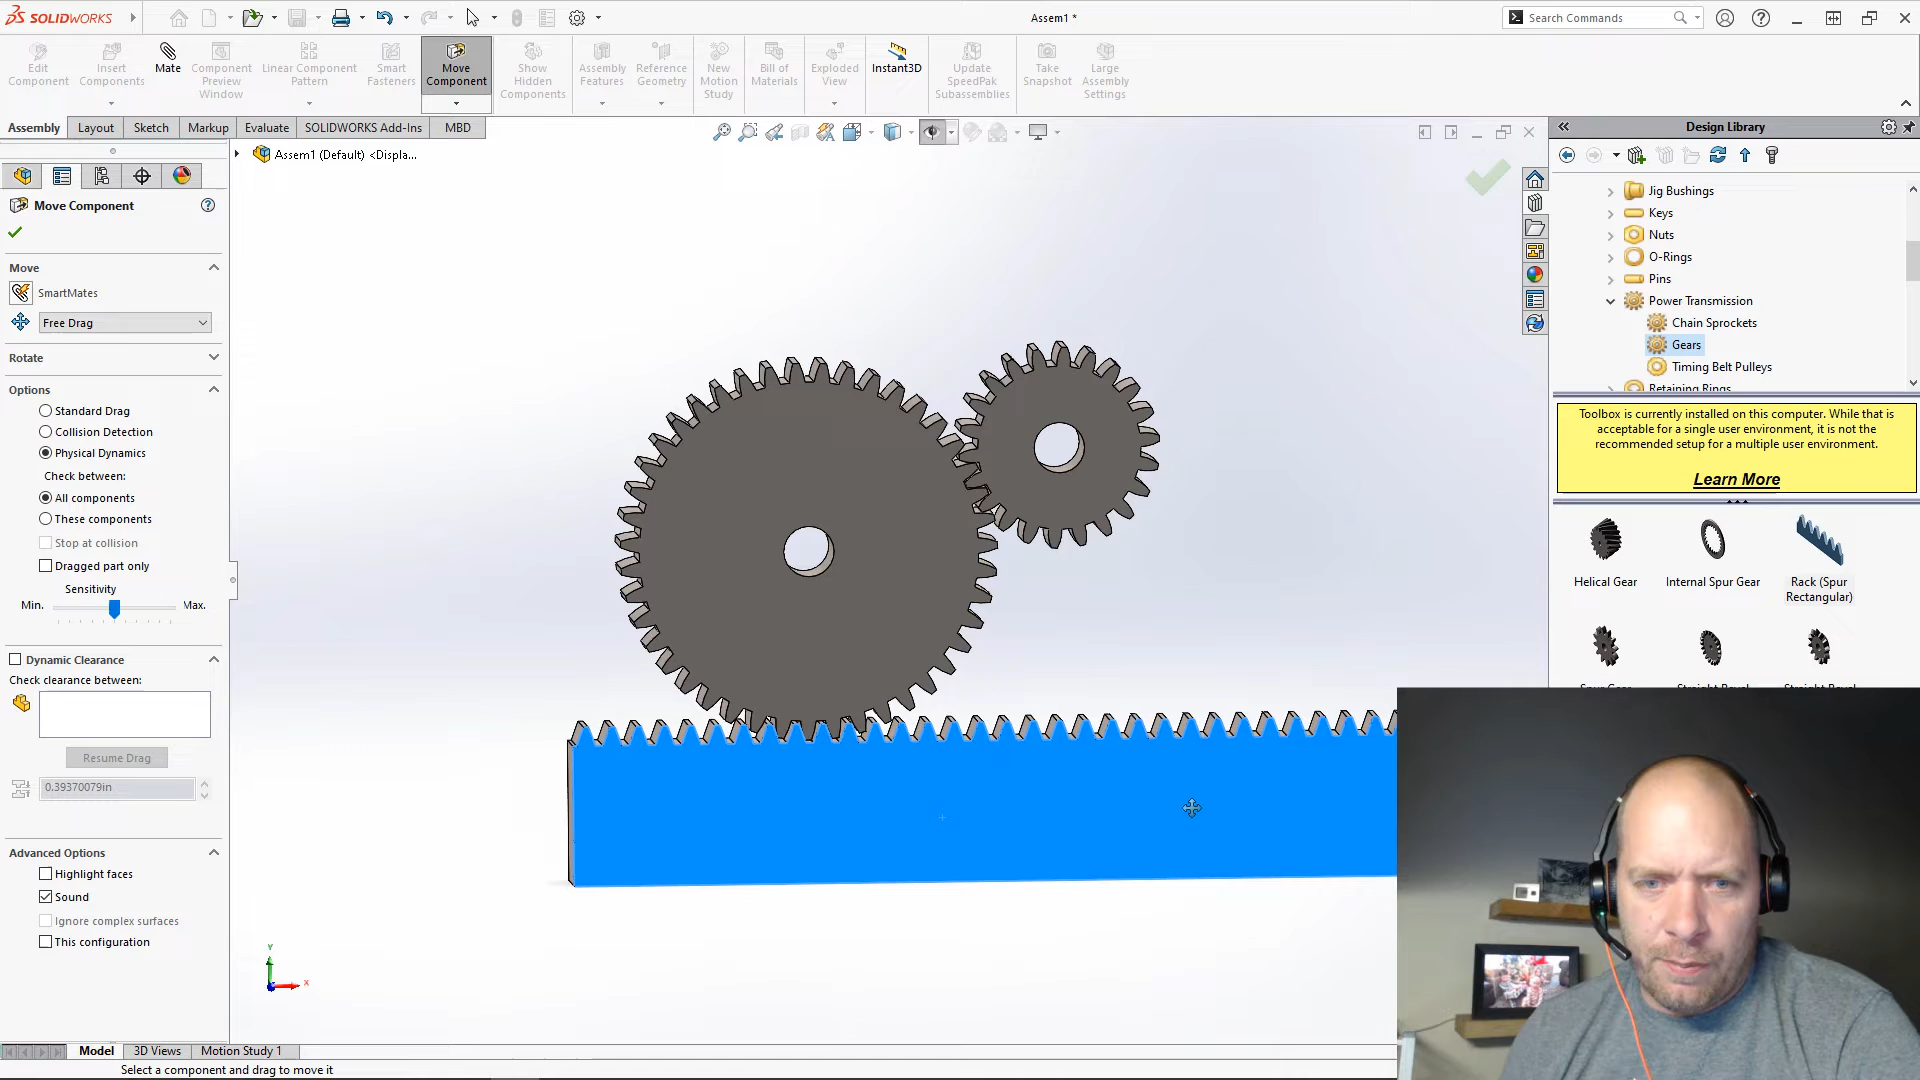 SOLIDWORKS
Assem1 *
Search Commands
Edit Component
Insert Components
Mate
Component Preview Window
Linear Component Pattern
Smart Fasteners
Move Component
Show Hidden Components
Assembly Features
Reference Geometry
New Motion Study
Bill of Materials
Exploded View
Instant3D
Update SpeedPak Subassemblies
Take Snapshot
Large Assembly Settings
Assembly
Layout
Sketch
Markup
Evaluate
SOLIDWORKS Add-Ins
MBD
Design Library
Assem1 (Default) <Displa...
Move Component
Move
SmartMates
Free Drag
Rotate
Options
Standard Drag
Collision Detection
Physical Dynamics
Check between:
All components
These components
Stop at collision
Dragged part only
Sensitivity
Min.
Max.
Dynamic Clearance
Check clearance between:
Resume Drag
0.39370079in
Advanced Options
Highlight faces
Sound
Ignore complex surfaces
This configuration
Y
X
Jig Bushings
Keys
Nuts
O-Rings
Pins
Power Transmission
Chain Sprockets
Gears
Timing Belt Pulleys
Retaining Rings
Toolbox is currently installed on this computer. While that is
acceptable for a single user environment, it is not the
recommended setup for a multiple user environment.
Learn More
Helical Gear
Internal Spur Gear
Rack (Spur
Rectangular)
Model
3D Views
Motion Study 1
Select a component and drag to move it